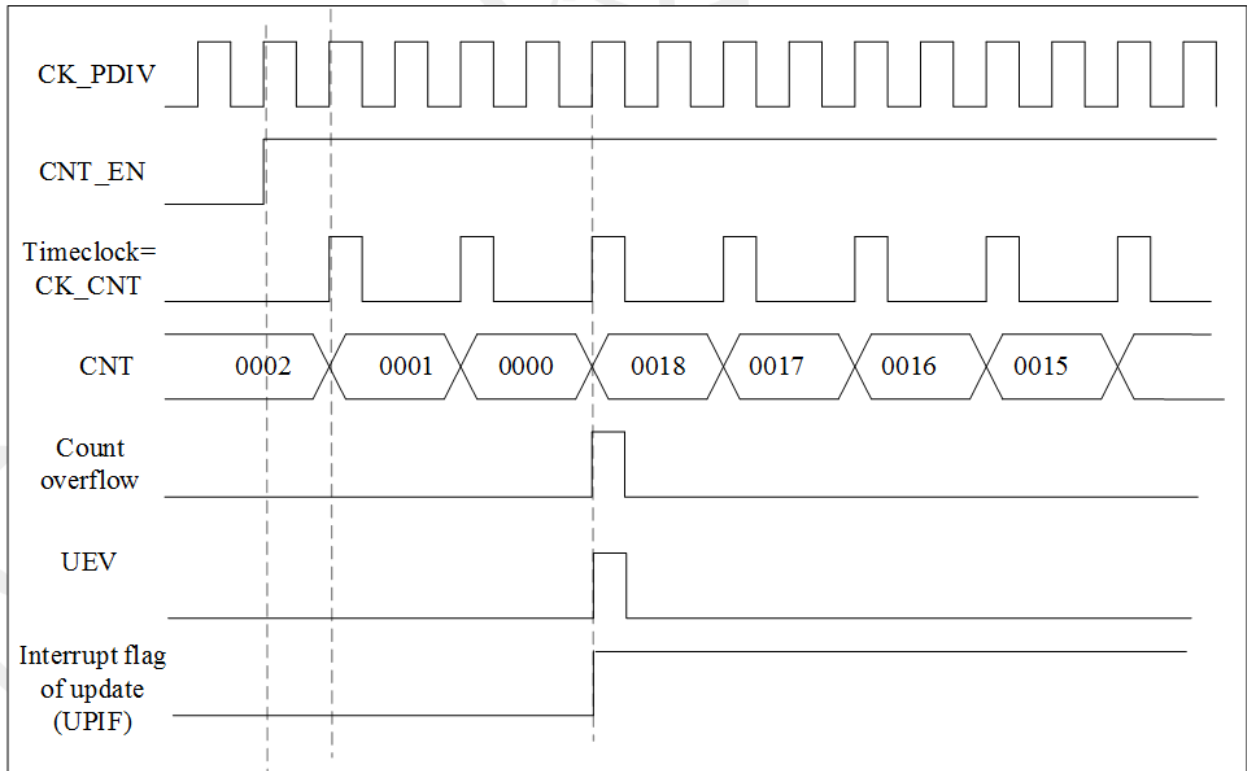 CK_PDIV
CNT_EN
Timeclock=
CK_CNT
CNT
0002
0001
0000
0018
0017
0016
0015
Count
overflow
UEV
Interrupt flag
of update
(UPIF)